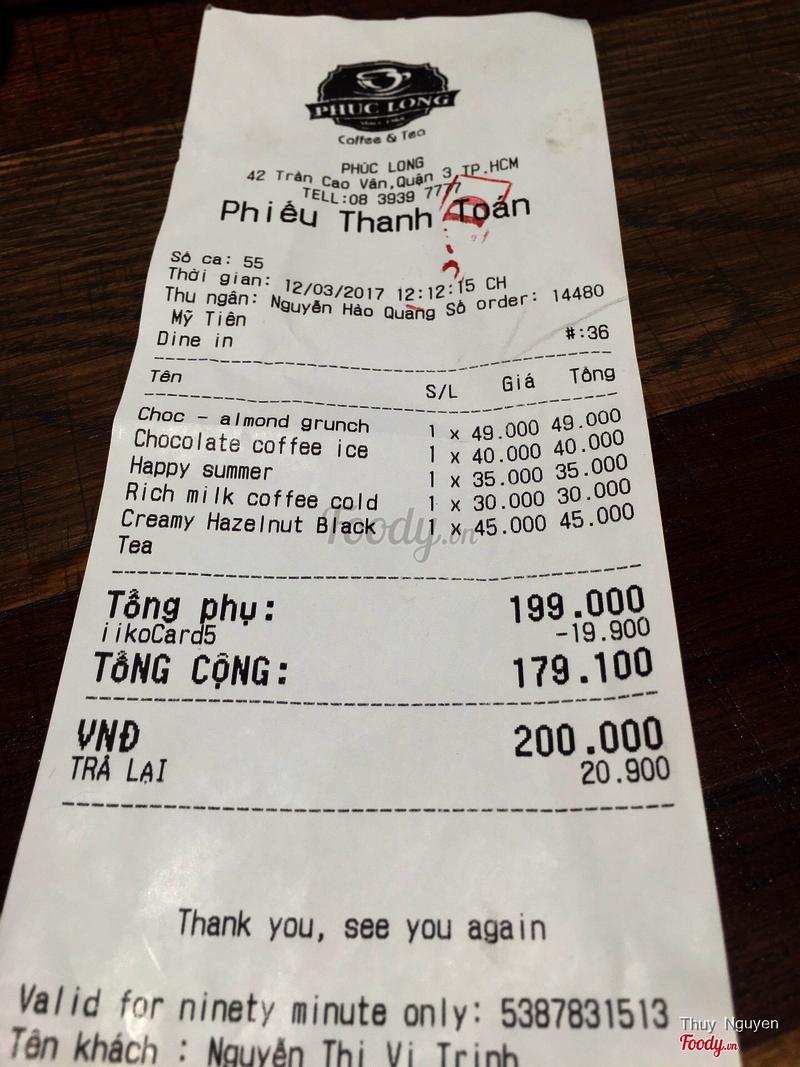 PHUC LONG
Coffee & Tea
PHÚC LONG
42 Trần Cao Vân,Quận 3,TP.HCM
TELL:08 3939 7777
Phiếu Thanh Toán
Số ca: 55
Thời gian: 12/03/2017 12:12:15 CH
Thu ngân: Nguyễn Hào Quang Số order: 14480
Mỹ Tiên
Dine in #:36
Tên S/L Giá Tổng
Choc - almond grunch 1 x 49.000 49.000
Chocolate coffee ice 1 x 40.000 40.000
Happy summer 1 x 35.000 35.000
Rich milk coffee cold 1 x 30.000 30.000
Creamy Hazelnut Black 1 x 45.000 45.000
Tea
Foody.vn
Tổng phụ: 199.000
iikoCard5 -19.900
TỔNG CỘNG: 179.100
VNĐ 200.000
TRẢ LẠI 20.900
Thank you, see you again
Valid for ninety minute only: 5387831513
Tên khách : Nguyễn Thi Vi Trinh
Thuy Nguyen
Foody.vn